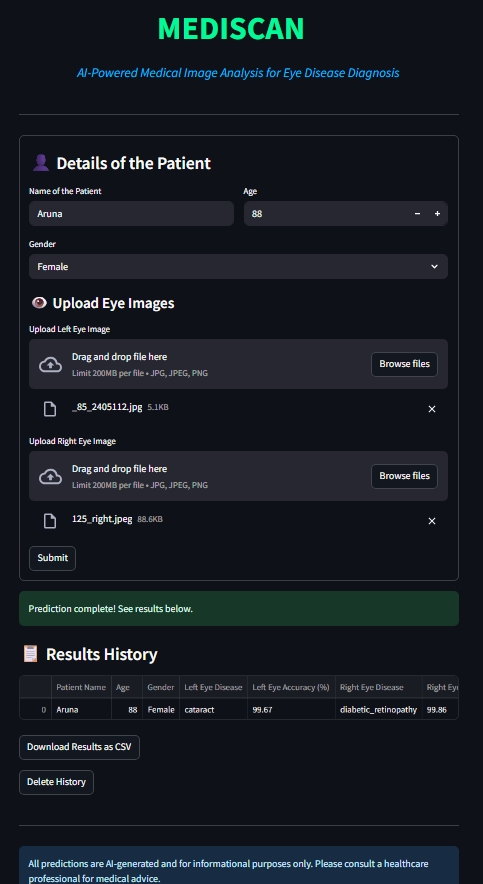 MEDISCAN
AI-Powered Medical Image Analysis for Eye Disease Diagnosis
Details of the Patient
Name of the Patient
Age
Aruna
88
Gender
Female
Upload Eye Images
Upload Left Eye Image
Drag and drop file here
Limit 200MB per file • JPG, JPEG, PNG
Browse files
_85_2405112.jpg 5.1KB
Upload Right Eye Image
Drag and drop file here
Limit 200MB per file • JPG, JPEG, PNG
Browse files
125_right.jpeg 88.6KB
Submit
Prediction complete! See results below.
Results History
Patient Name Age Gender Left Eye Disease Left Eye Accuracy (%) Right Eye Disease Right Eye
0 Aruna 88 Female cataract 99.67 diabetic_retinopathy 99.86
Download Results as CSV
Delete History
All predictions are AI-generated and for informational purposes only. Please consult a healthcare
professional for medical advice.